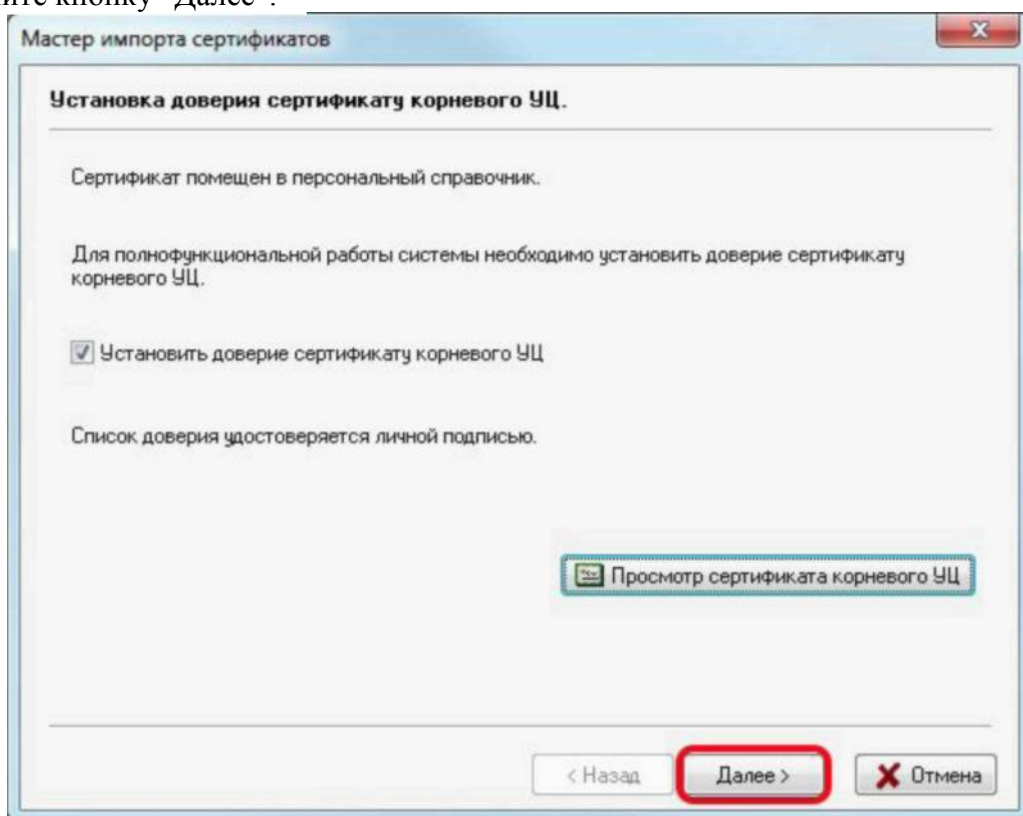 кнопку "Далее".
Мастер импорта сертификатов
Установка доверия сертификату корневого УЦ.
Сертификат помещен в персональный справочник.
Для полнофункциональной работы системы необходимо установить доверие сертификату
корневого УЦ.
Установить доверие сертификату корневого УЦ
Список доверия удостоверяется личной подписью.
Просмотр сертификата корневого УЦ
< Назад Далее > Отмена